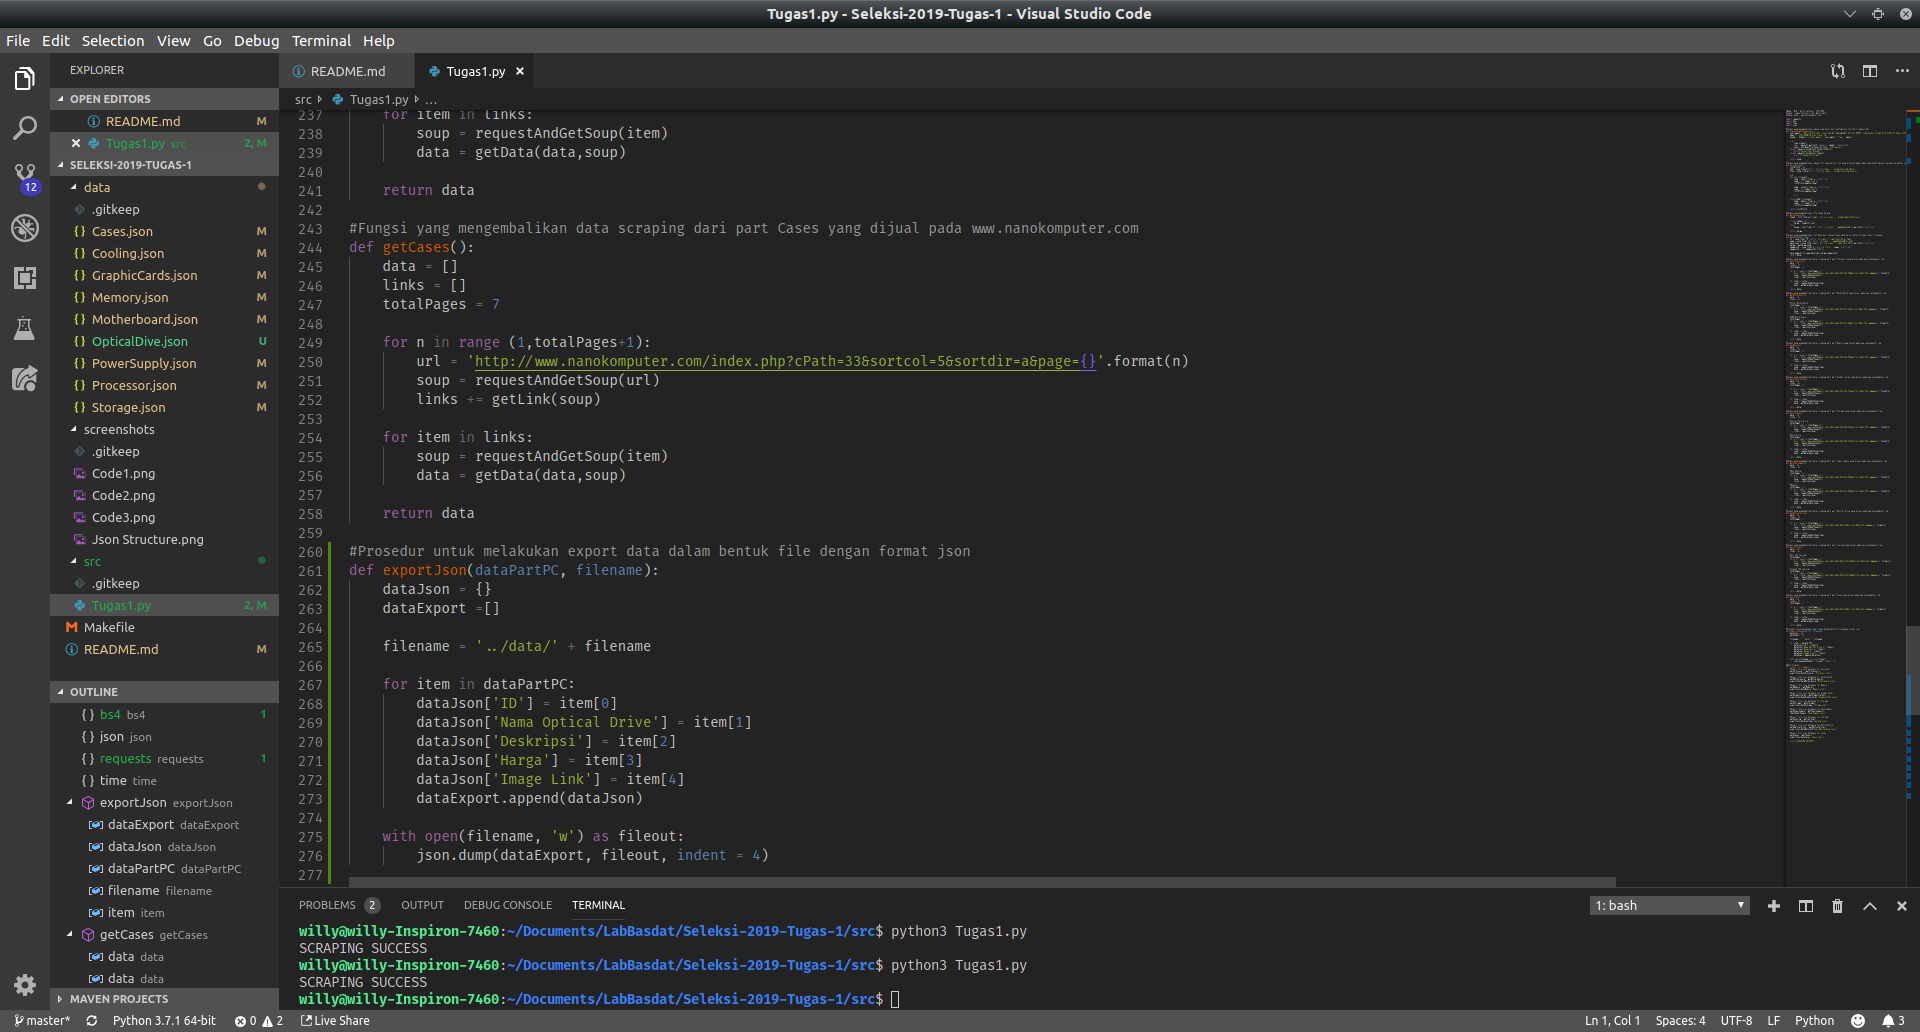 Tugas1.py - Seleksi-2019-Tugas-1 - Visual Studio Code
File Edit Selection View Go Debug Terminal Help
EXPLORER
OPEN EDITORS
README.md M
Tugas1.py src 2, M
SELEKSI-2019-TUGAS-1
data
.gitkeep
Cases.json M
Cooling.json M
GraphicCards.json M
Memory.json M
Motherboard.json M
OpticalDive.json U
PowerSupply.json M
Processor.json M
Storage.json M
screenshots
.gitkeep
Code1.png
Code2.png
Code3.png
Json Structure.png
src
.gitkeep
Tugas1.py 2, M
Makefile
README.md M
OUTLINE
{ } bs4 bs4 1
{ } json json
{ } requests requests 1
{ } time time
exportJson exportJson
dataExport dataExport
dataJson dataJson
dataPartPC dataPartPC
filename filename
item item
getCases getCases
data data
data data
MAVEN PROJECTS
12
README.md Tugas1.py ×
src Tugas1.py ...
237 for item in links:
238 soup = requestAndGetSoup(item)
239 data = getData(data,soup)
240
241 return data
242
243 #Fungsi yang mengembalikan data scraping dari part Cases yang dijual pada www.nanokomputer.com
244 def getCases():
245 data = []
246 links = []
247 totalPages = 7
248
249 for n in range (1,totalPages+1):
250 url = 'http://www.nanokomputer.com/index.php?cPath=33&sortcol=5&sortdir=a&page={}'.format(n)
251 soup = requestAndGetSoup(url)
252 links += getLink(soup)
253
254 for item in links:
255 soup = requestAndGetSoup(item)
256 data = getData(data,soup)
257
258 return data
259
260 #Prosedur untuk melakukan export data dalam bentuk file dengan format json
261 def exportJson(dataPartPC, filename):
262 dataJson = {}
263 dataExport =[]
264
265 filename = '../data/' + filename
266
267 for item in dataPartPC:
268 dataJson['ID'] = item[0]
269 dataJson['Nama Optical Drive'] = item[1]
270 dataJson['Deskripsi'] = item[2]
271 dataJson['Harga'] = item[3]
272 dataJson['Image Link'] = item[4]
273 dataExport.append(dataJson)
274
275 with open(filename, 'w') as fileout:
276 json.dump(dataExport, fileout, indent = 4)
277
PROBLEMS 2 OUTPUT DEBUG CONSOLE TERMINAL 1: bash
willy@willy-Inspiron-7460:~/Documents/LabBasdat/Seleksi-2019-Tugas-1/src$ python3 Tugas1.py
SCRAPING SUCCESS
willy@willy-Inspiron-7460:~/Documents/LabBasdat/Seleksi-2019-Tugas-1/src$ python3 Tugas1.py
SCRAPING SUCCESS
willy@willy-Inspiron-7460:~/Documents/LabBasdat/Seleksi-2019-Tugas-1/src$
master* Python 3.7.1 64-bit 0 2 Live Share Ln 1, Col 1 Spaces: 4 UTF-8 LF Python 3